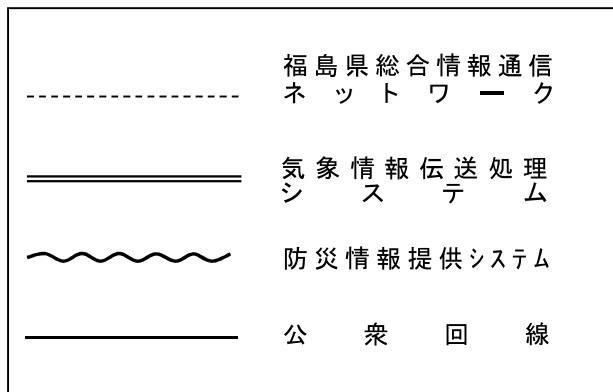 福島県総合情報通信
ネットワーク
気象情報伝送処理
システム
防災情報提供システム
公衆回線